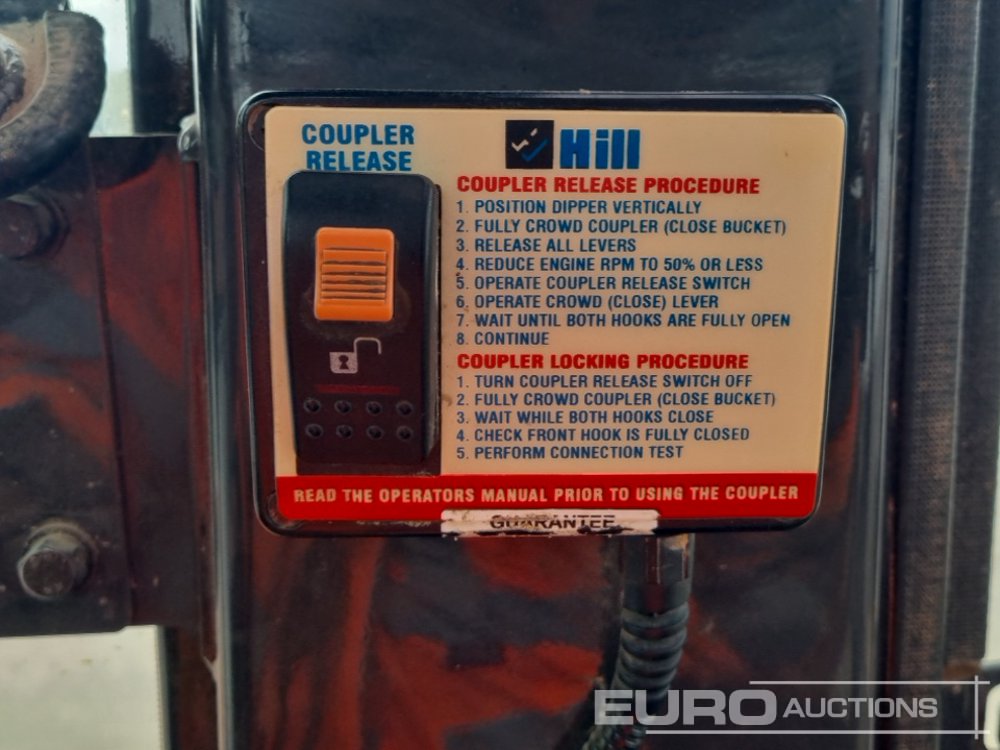 COUPLER
RELEASE
Hill
COUPLER RELEASE PROCEDURE
1. POSITION DIPPER VERTICALLY
2. FULLY CROWD COUPLER (CLOSE BUCKET)
3. RELEASE ALL LEVERS
4. REDUCE ENGINE RPM TO 50% OR LESS
5. OPERATE COUPLER RELEASE SWITCH
6. OPERATE CROWD (CLOSE) LEVER
7. WAIT UNTIL BOTH HOOKS ARE FULLY OPEN
8. CONTINUE
COUPLER LOCKING PROCEDURE
1. TURN COUPLER RELEASE SWITCH OFF
2. FULLY CROWD COUPLER (CLOSE BUCKET)
3. WAIT WHILE BOTH HOOKS CLOSE
4. CHECK FRONT HOOK IS FULLY CLOSED
5. PERFORM CONNECTION TEST
READ THE OPERATORS MANUAL PRIOR TO USING THE COUPLER
GUARANTEE
EURO AUCTIONS